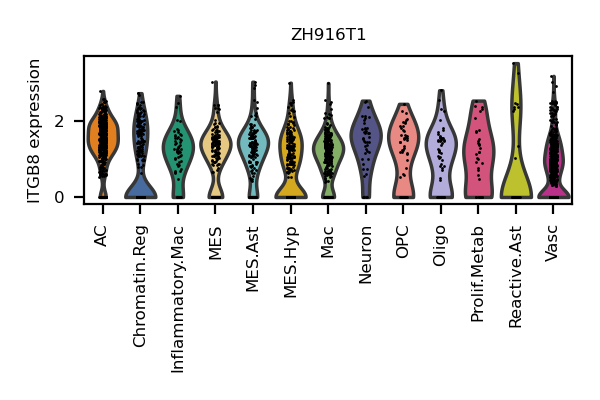 ZH916T1
ITGB8 expression
2
0
AC
Chromatin.Reg
Inflammatory.Mac
MES
MES.Ast
MES.Hyp
Mac
Neuron
OPC
Oligo
Prolif.Metab
Reactive.Ast
Vasc